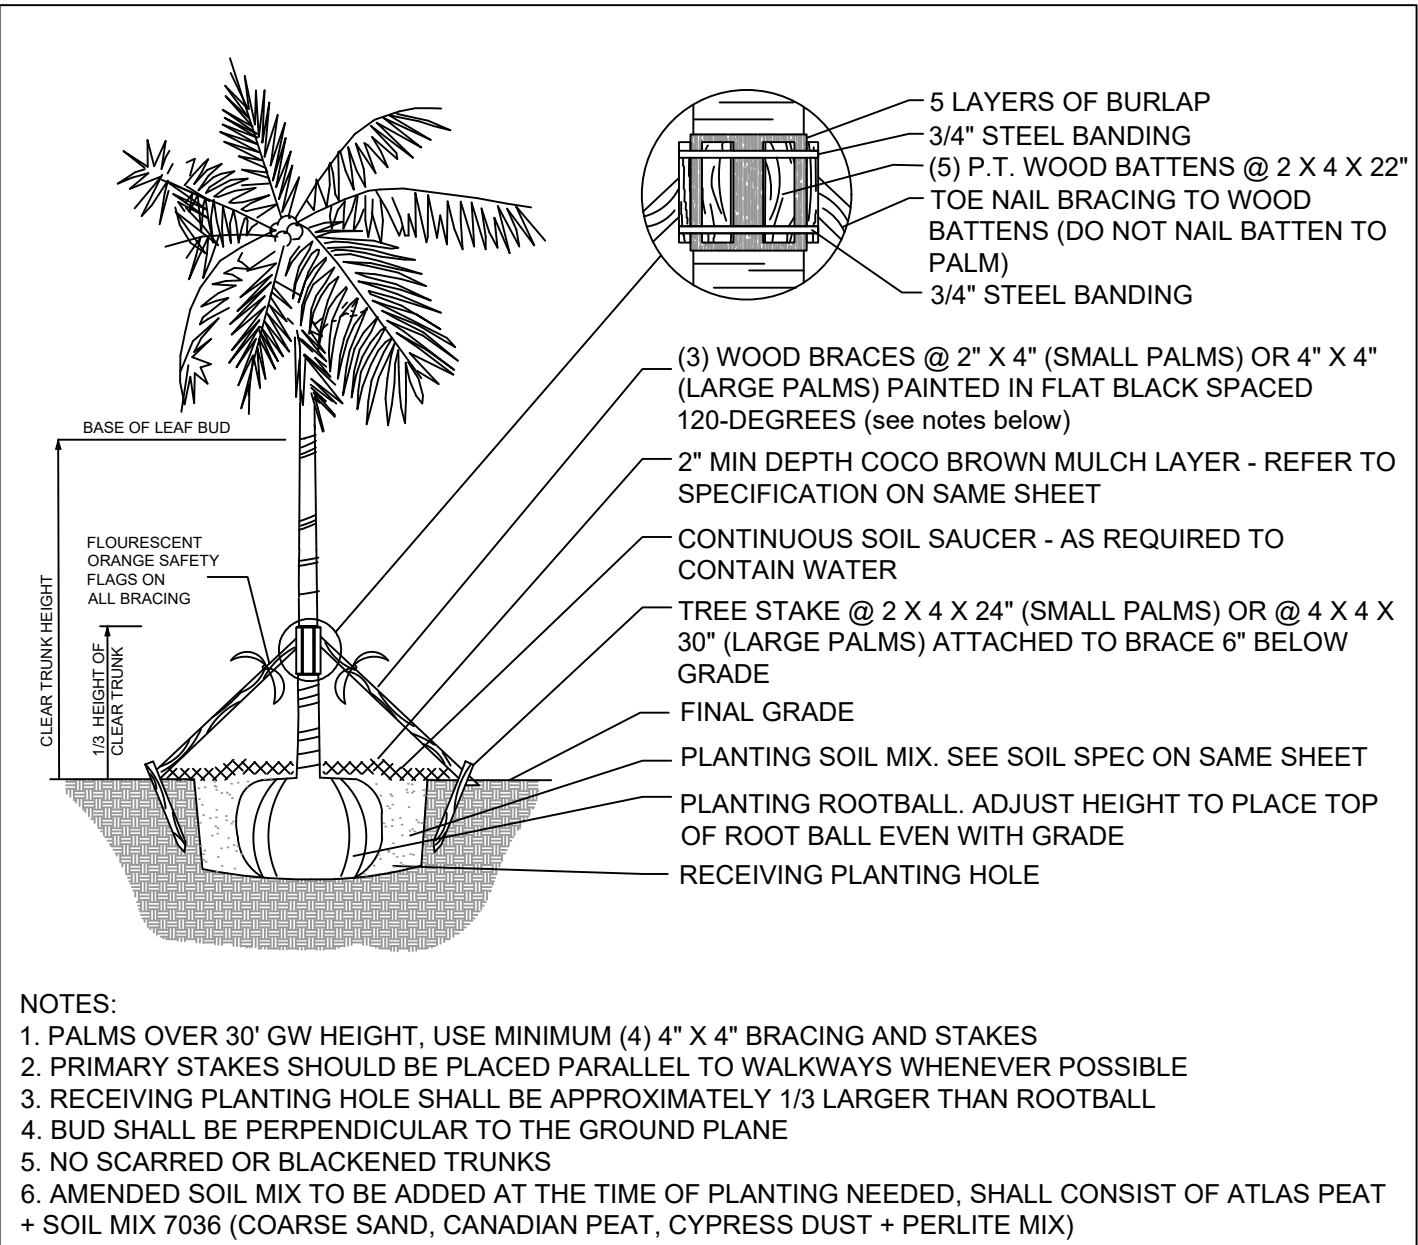 5 LAYERS OF BURLAP
3/4" STEEL BANDING
(5) P.T. WOOD BATTENS @ 2 X 4 X 22"
TOE NAIL BRACING TO WOOD
BATTENS (DO NOT NAIL BATTEN TO
PALM)
3/4" STEEL BANDING
(3) WOOD BRACES @ 2" X 4" (SMALL PALMS) OR 4" X 4"
(LARGE PALMS) PAINTED IN FLAT BLACK SPACED
120-DEGREES (see notes below)
2" MIN DEPTH COCO BROWN MULCH LAYER - REFER TO
SPECIFICATION ON SAME SHEET
CONTINUOUS SOIL SAUCER - AS REQUIRED TO
CONTAIN WATER
TREE STAKE @ 2 X 4 X 24" (SMALL PALMS) OR @ 4 X 4 X
30" (LARGE PALMS) ATTACHED TO BRACE 6" BELOW
GRADE
FINAL GRADE
PLANTING SOIL MIX. SEE SOIL SPEC ON SAME SHEET
PLANTING ROOTBALL. ADJUST HEIGHT TO PLACE TOP
OF ROOT BALL EVEN WITH GRADE
RECEIVING PLANTING HOLE
BASE OF LEAF BUD
FLOURESCENT
ORANGE SAFETY
FLAGS ON
ALL BRACING
CLEAR TRUNK HEIGHT
1/3 HEIGHT OF
CLEAR TRUNK
NOTES:
1. PALMS OVER 30' GW HEIGHT, USE MINIMUM (4) 4" X 4" BRACING AND STAKES
2. PRIMARY STAKES SHOULD BE PLACED PARALLEL TO WALKWAYS WHENEVER POSSIBLE
3. RECEIVING PLANTING HOLE SHALL BE APPROXIMATELY 1/3 LARGER THAN ROOTBALL
4. BUD SHALL BE PERPENDICULAR TO THE GROUND PLANE
5. NO SCARRED OR BLACKENED TRUNKS
6. AMENDED SOIL MIX TO BE ADDED AT THE TIME OF PLANTING NEEDED, SHALL CONSIST OF ATLAS PEAT
+ SOIL MIX 7036 (COARSE SAND, CANADIAN PEAT, CYPRESS DUST + PERLITE MIX)